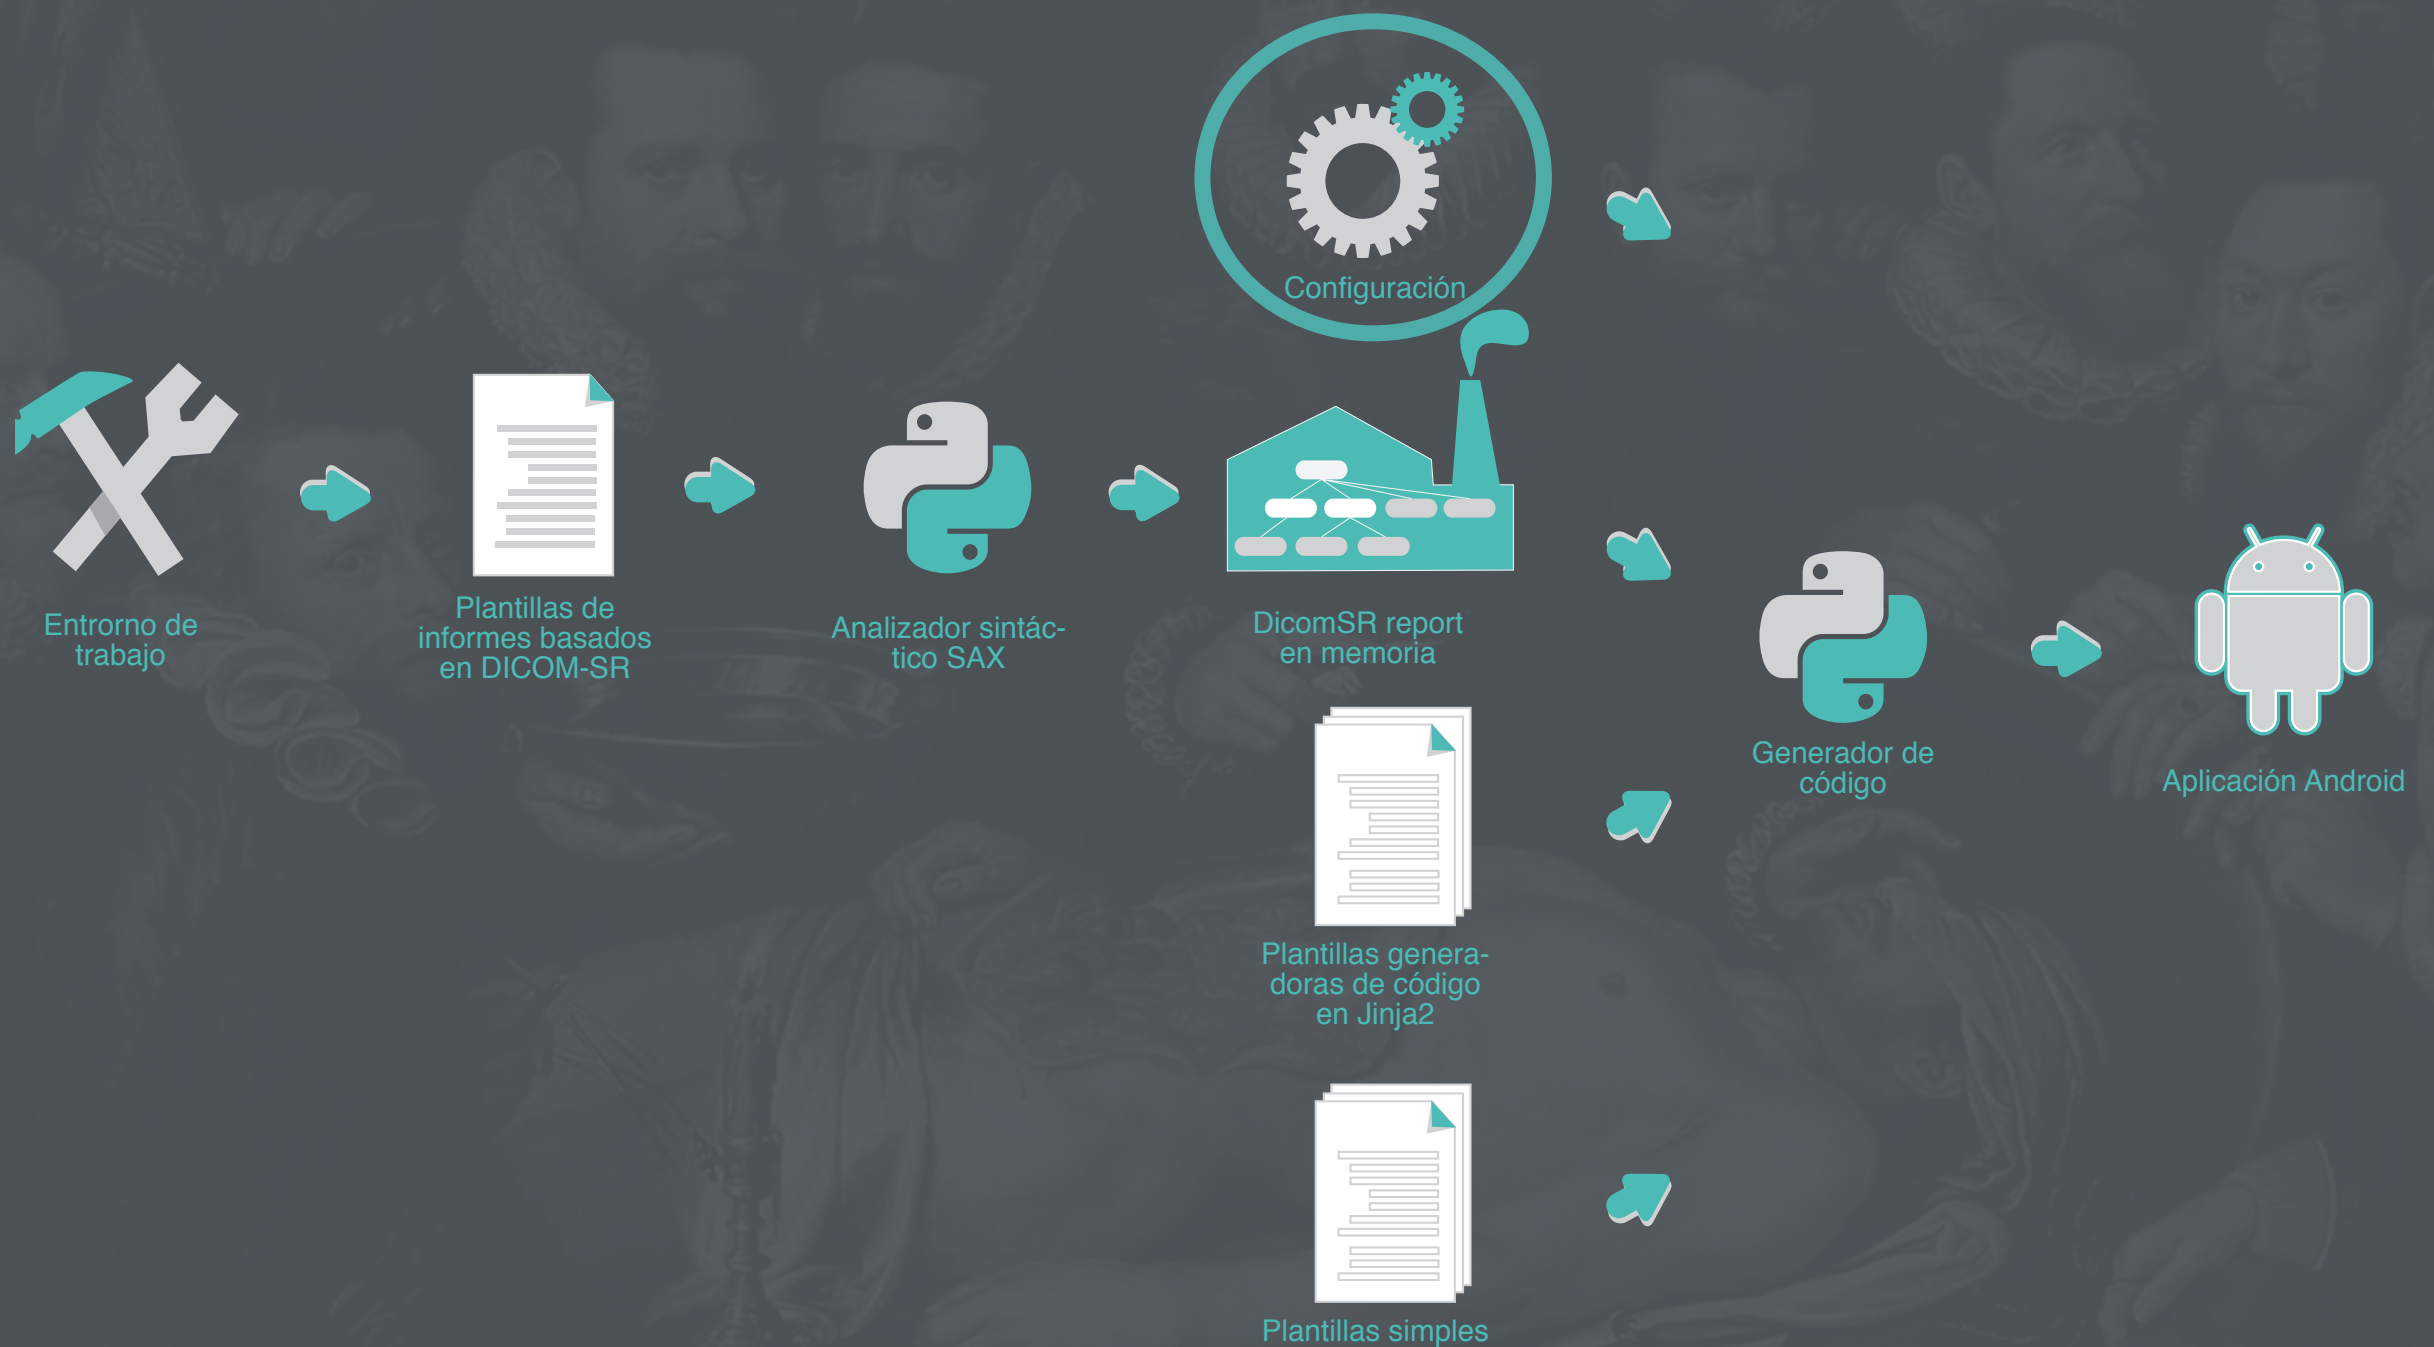 Configuración
Entrorno de
trabajo
Plantillas de
informes basados
en DICOM-SR
Analizador sintác-
tico SAX
DicomSR report
en memoria
Plantillas genera-
doras de código
en Jinja2
Plantillas simples
Generador de
código
Aplicación Android